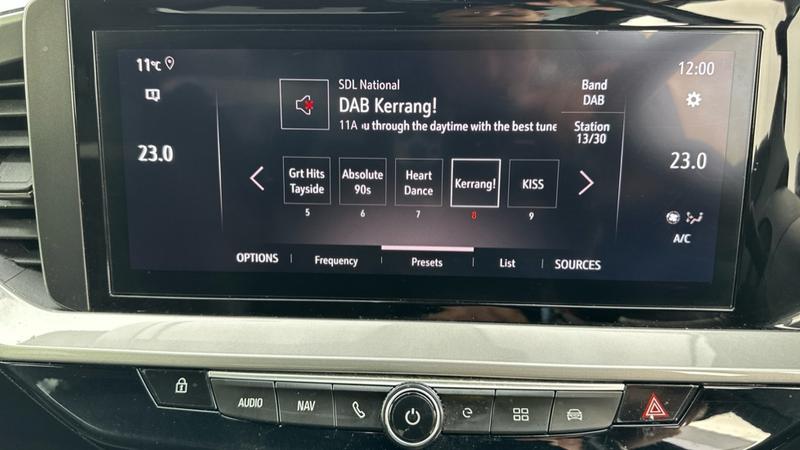 11°C
12:00
SDL National
DAB Kerrang!
11A
u through the daytime with the best tune
Band
DAB
Station
13/30
23.0
23.0
Grt Hits
Tayside
5
Absolute
90s
6
Heart
Dance
7
Kerrang!
8
KISS
9
A/C
OPTIONS
Frequency
Presets
List
SOURCES
AUDIO
NAV